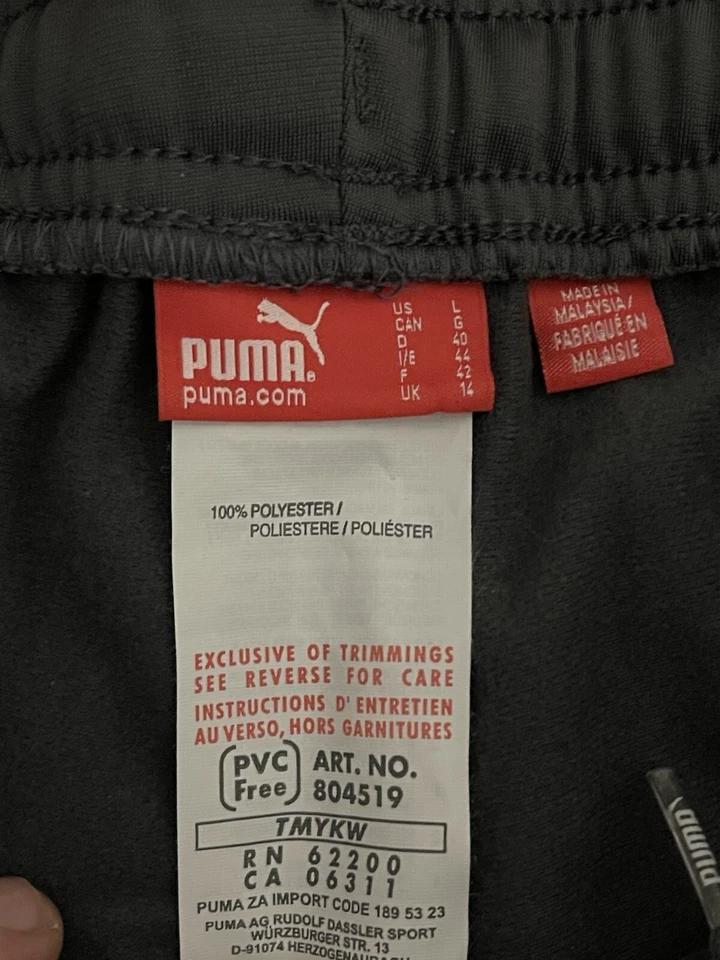 PUMA®
puma.com
US L
CAN G
D 40
I/E 44
F 42
UK 14
MADE IN
MALAYSIA/
FABRIQUÉ EN
MALAISIE
100% POLYESTER /
POLIESTERE / POLIÉSTER
EXCLUSIVE OF TRIMMINGS
SEE REVERSE FOR CARE
INSTRUCTIONS D' ENTRETIEN
AU VERSO, HORS GARNITURES
PVC
Free
ART. NO.
804519
TMYKW
RN 62200
CA 06311
PUMA ZA IMPORT CODE 189 53 23
PUMA AG RUDOLF DASSLER SPORT
WÜRZBURGER STR. 13
D-91074 HERZOGENAURACH
PUMA